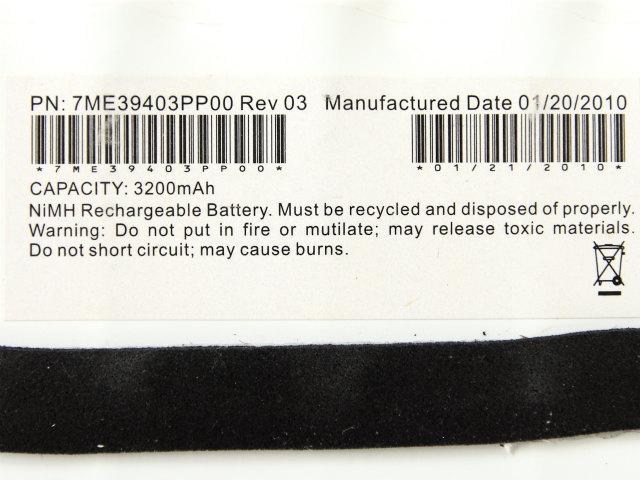 PN: 7ME39403PP00 Rev 03 Manufactured Date 01/20/2010
*7ME39403PP00* *01/21/2010*
CAPACITY: 3200mAh
NiMH Rechargeable Battery. Must be recycled and disposed of properly.
Warning: Do not put in fire or mutilate; may release toxic materials.
Do not short circuit; may cause burns.